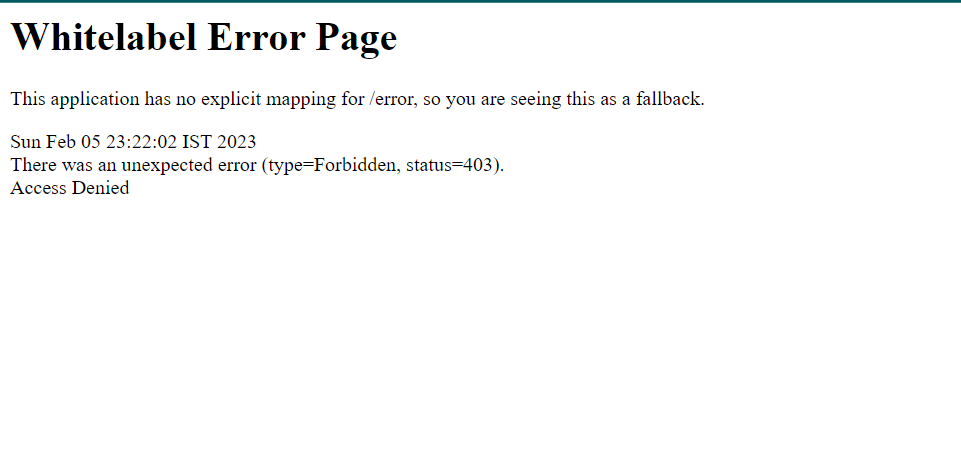 Whitelabel Error Page
This application has no explicit mapping for /error, so you are seeing this as a fallback.
Sun Feb 05 23:22:02 IST 2023
There was an unexpected error (type=Forbidden, status=403).
Access Denied